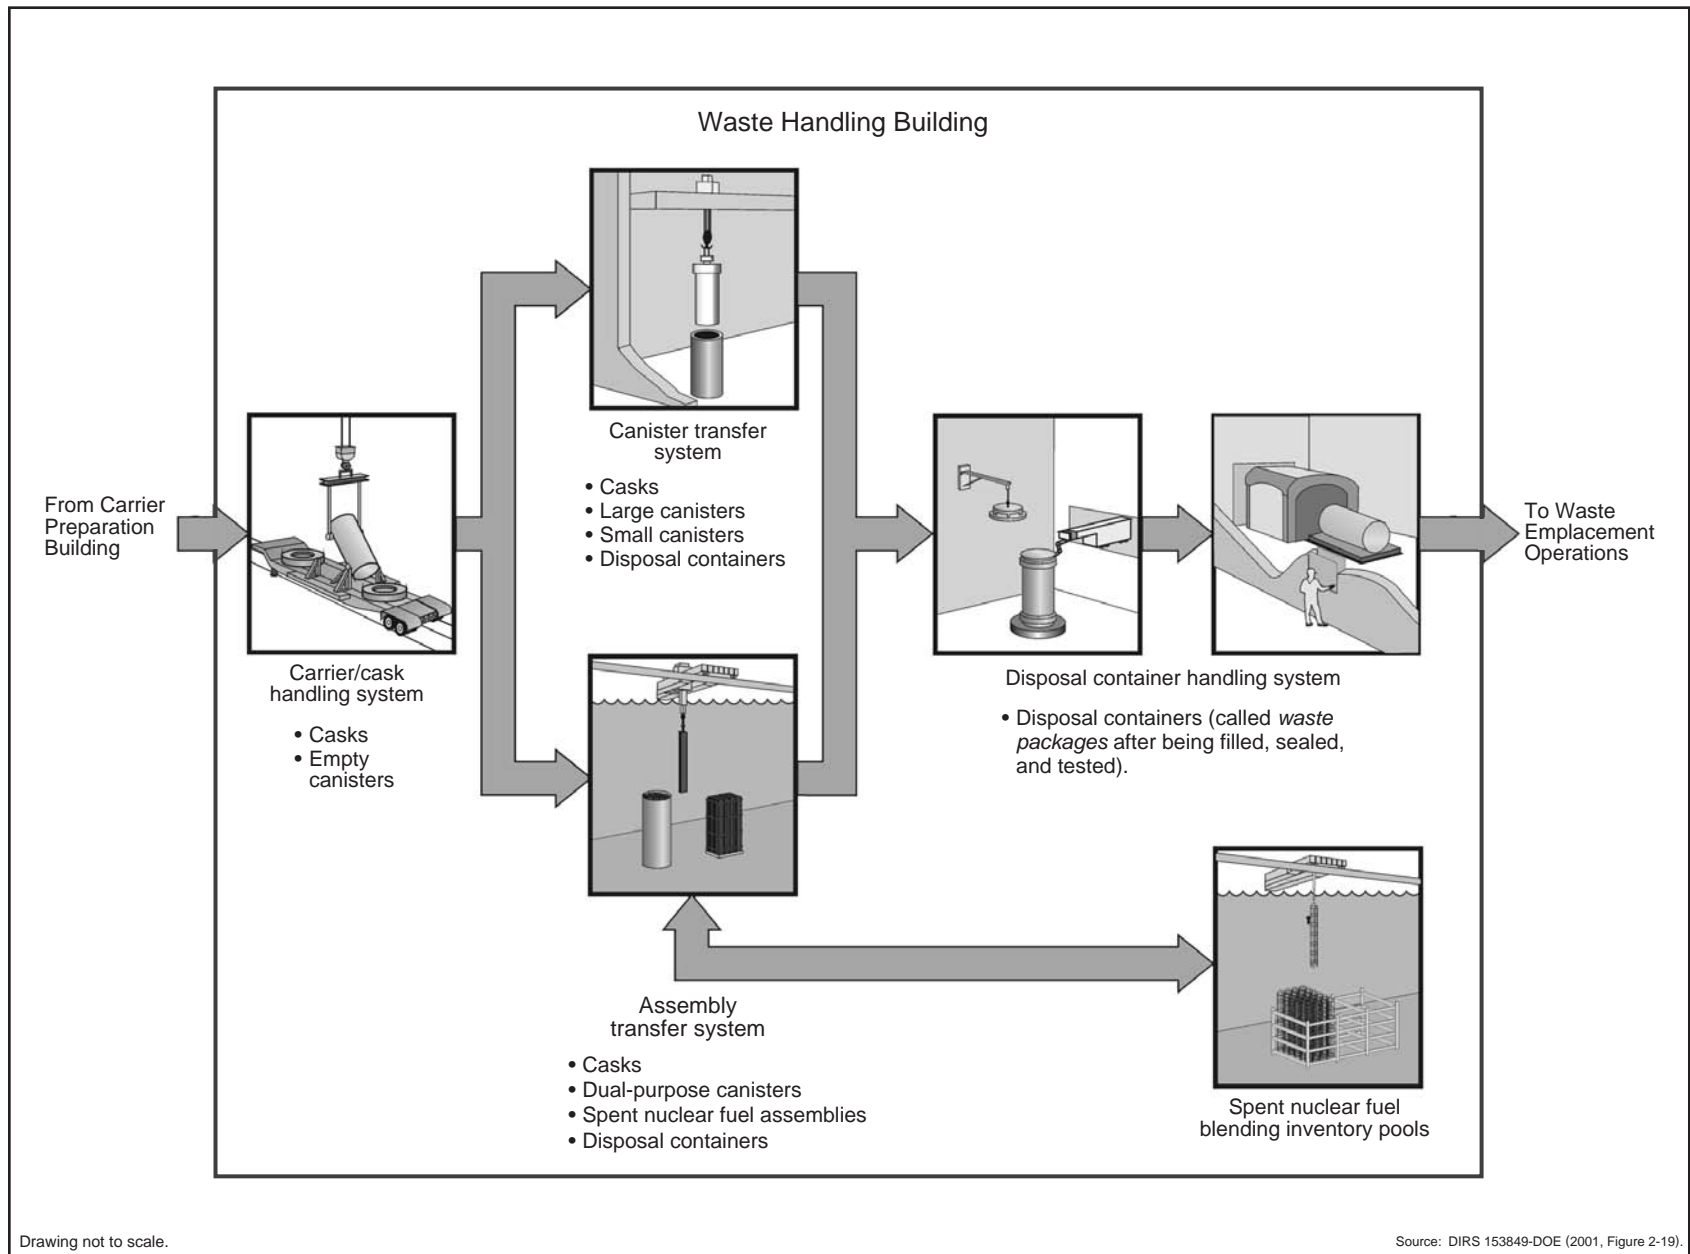 Waste Handling Building
From Carrier
Preparation
Building
Carrier/cask
handling system
• Casks
• Empty
canisters
Canister transfer
system
• Casks
• Large canisters
• Small canisters
• Disposal containers
Assembly
transfer system
• Casks
• Dual-purpose canisters
• Spent nuclear fuel assemblies
• Disposal containers
Disposal container handling system
• Disposal containers (called waste
packages after being filled, sealed,
and tested).
Spent nuclear fuel
blending inventory pools
To Waste
Emplacement
Operations
Drawing not to scale.
Source: DIRS 153849-DOE (2001, Figure 2-19).